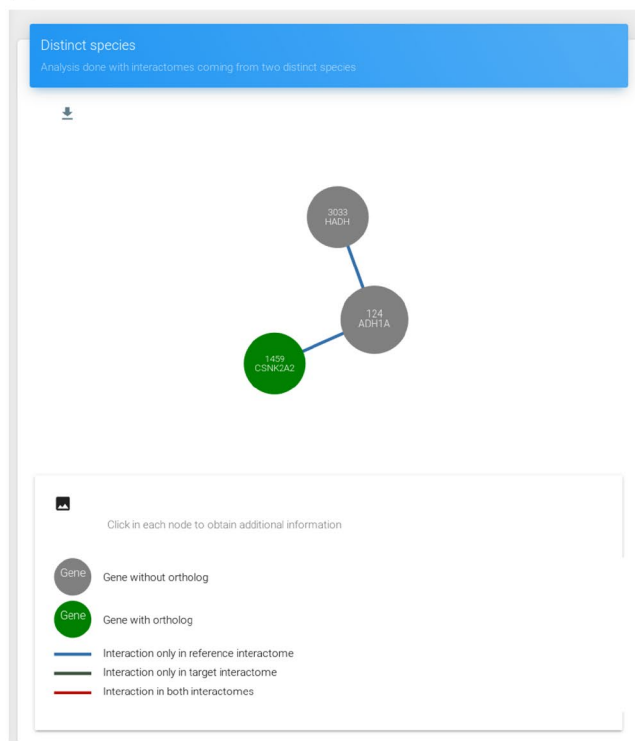 Distinct species
Analysis done with interactomes coming from two distinct species
3033
HADH
124
ADH1A
1459
CSNK2A2
Click in each node to obtain additional information
Gene
Gene without ortholog
Gene
Gene with ortholog
Interaction only in reference interactome
Interaction only in target interactome
Interaction in both interactomes